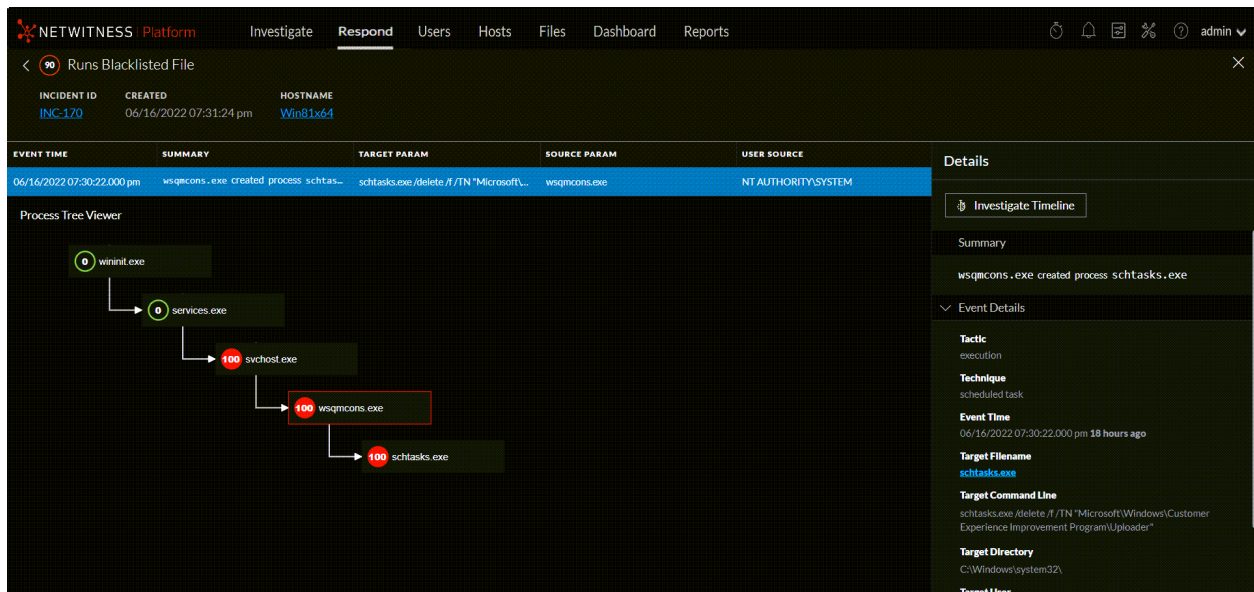 NETWITNESS Platform Investigate Respond Users Hosts Files Dashboard Reports admin
90 Runs Blacklisted File
INCIDENT ID CREATED HOSTNAME
INC-170 06/16/2022 07:31:24 pm Win81x64
EVENT TIME SUMMARY TARGET PARAM SOURCE PARAM USER SOURCE
06/16/2022 07:30:22.000 pm wsqmcons.exe created process schtas... schtasks.exe /delete /f /TN "Microsoft\... wsqmcons.exe NT AUTHORITY\SYSTEM
Process Tree Viewer
0 wininit.exe
0 services.exe
100 svchost.exe
100 wsqmcons.exe
100 schtasks.exe
Details
Investigate Timeline
Summary
wsqmcons.exe created process schtasks.exe
Event Details
Tactic
execution
Technique
scheduled task
Event Time
06/16/2022 07:30:22.000 pm 18 hours ago
Target Filename
schtasks.exe
Target Command Line
schtasks.exe /delete /f /TN "Microsoft\Windows\Customer
Experience Improvement Program\Uploader"
Target Directory
C:\Windows\system32\
Target User